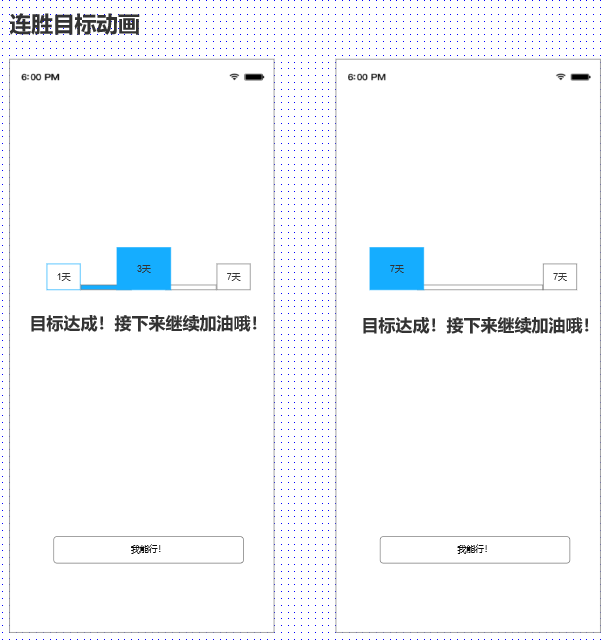 连胜目标动画
6:00 PM
1天
3天
7天
目标达成！接下来继续加油哦！
我能行！
6:00 PM
7天
7天
目标达成！接下来继续加油哦！
我能行！